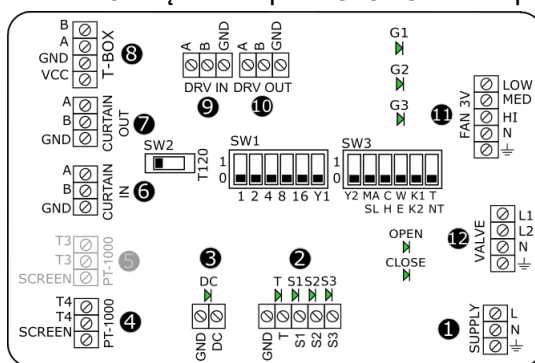 B
A
GND
VCC
T-BOX
8
A
B
GND
CURTAIN
OUT
7
A
B
GND
CURTAIN
IN
6
T3
T3
SCREEN
PT-1000
5
T4
T4
SCREEN
PT-1000
4
A B GND A B GND
DRV IN DRV OUT
9 10
SW2
T120
SW1
1
0
1 2 4 8 16 Y1
SW3
1
0
Y2 MA C W K1 T
SL H E K2 NT
G1
G2
G3
OPEN
CLOSE
3
DC
GND DC
2
T S1 S2 S3
GND T S1 S2 S3
11
FAN 3V
LOW
MED
HI
N
12
VALVE
L1
L2
N
1
SUPPLY
L
N